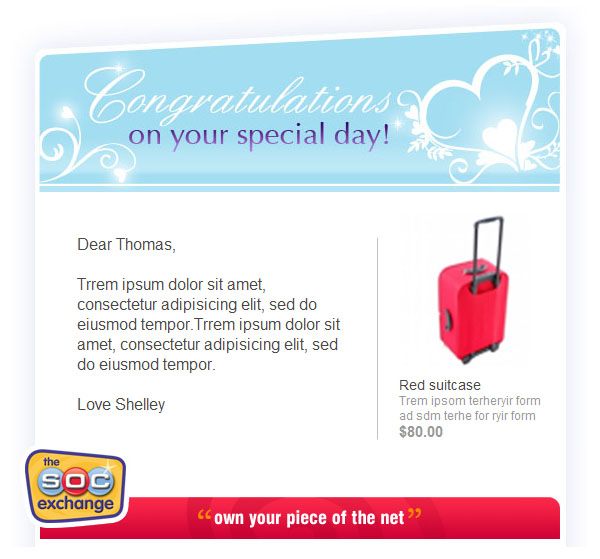 Congratulations
on your special day!
Dear Thomas,
Trrem ipsum dolor sit amet,
consectetur adipisicing elit, sed do
eiusmod tempor.Trrem ipsum dolor sit
amet, consectetur adipisicing elit, sed
do eiusmod tempor.
Love Shelley
Red suitcase
Trem ipsom terheryir form
ad sdm terhe for ryir form
$80.00
the
SOC
exchange
“own your piece of the net”